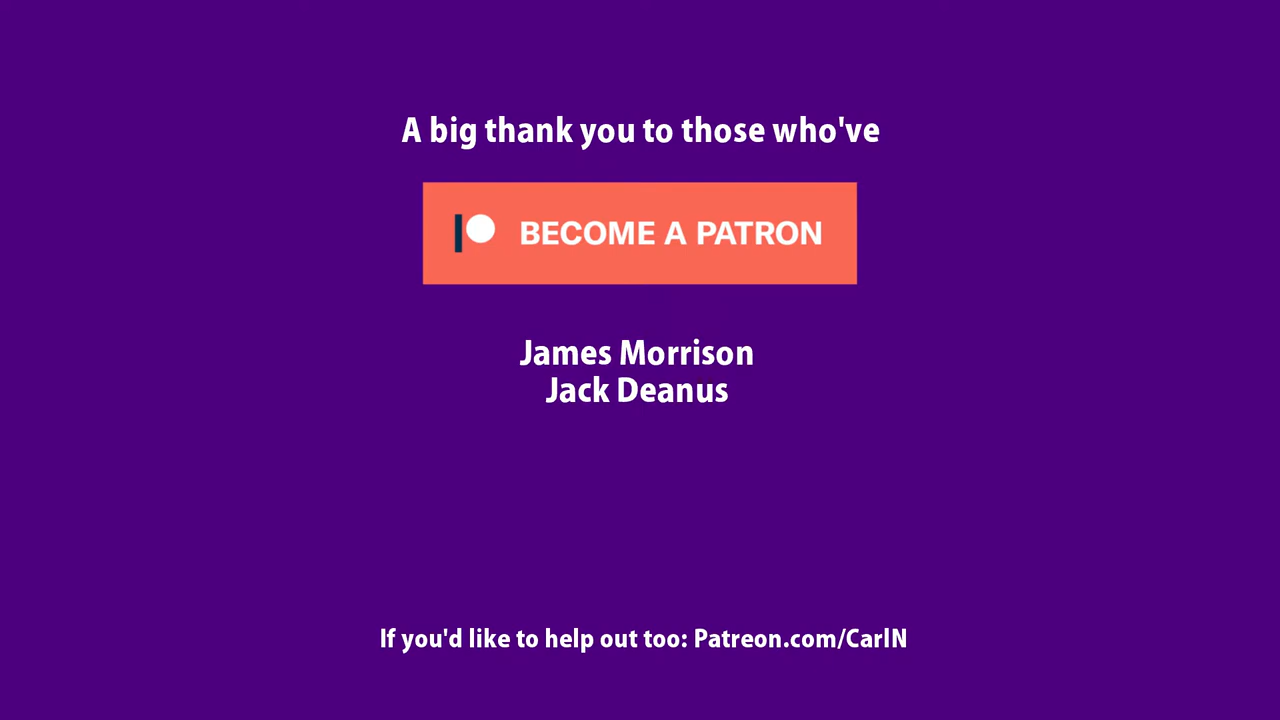 A big thank you to those who've
BECOME A PATRON
James Morrison
Jack Deanus
If you'd like to help out too: Patreon.com/CarlN